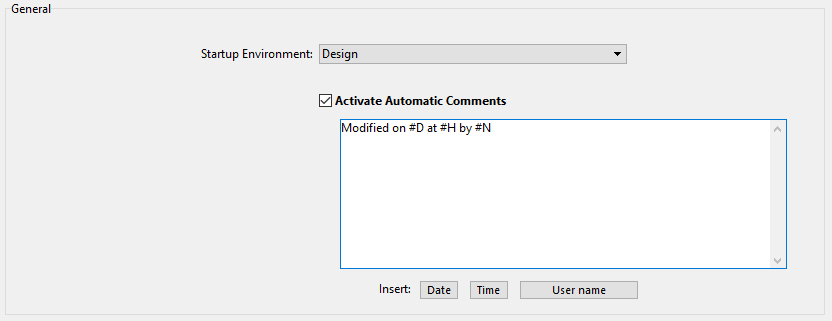 General
Startup Environment: Design
Activate Automatic Comments
Modified on #D at #H by #N
Insert: Date Time User name